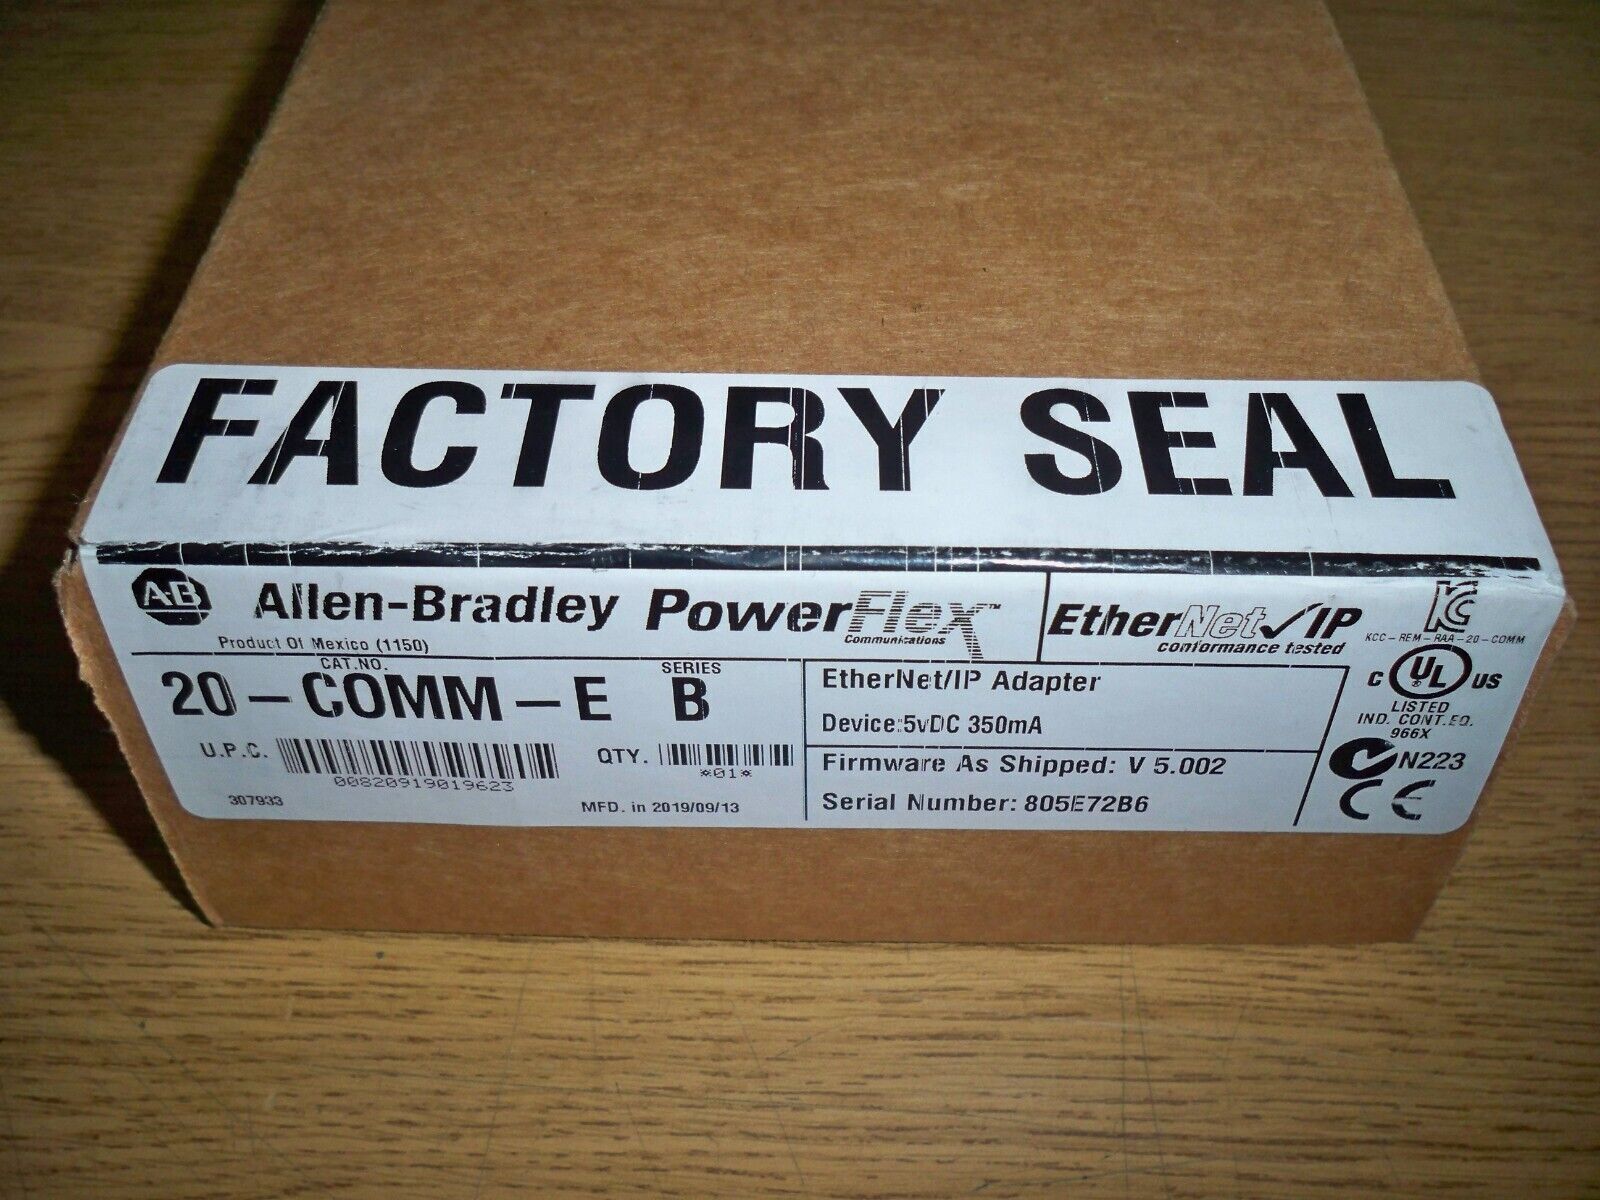 FACTORY SEAL
AB Allen-Bradley PowerFlex™
Communications
EtherNet/IP
conformance tested
KC
KCC-REM-RAA-20-COMM
Product Of Mexico (1150)
CAT.NO. SERIES
20-COMM-E B
EtherNet/IP Adapter
Device:5vDC 350mA
C UL® US
LISTED
IND. CONT.EQ.
966X
U.P.C.
00820919019623
QTY.
*01*
Firmware As Shipped: V 5.002
N223
307933
MFD. in 2019/09/13
Serial Number: 805E72B6
CE